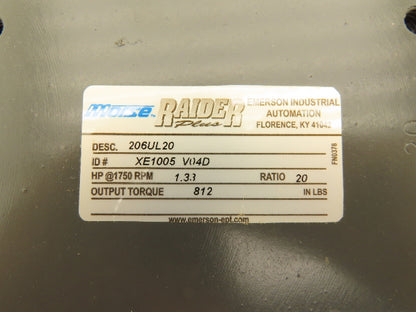 Morse RAIDER Plus
EMERSON INDUSTRIAL
AUTOMATION
FLORENCE, KY 41042
DESC. 206UL20
ID # XE1005 V04D
HP @1750 RPM 1.33 RATIO 20
OUTPUT TORQUE 812 IN LBS
www.emerson-ept.com
FN0378